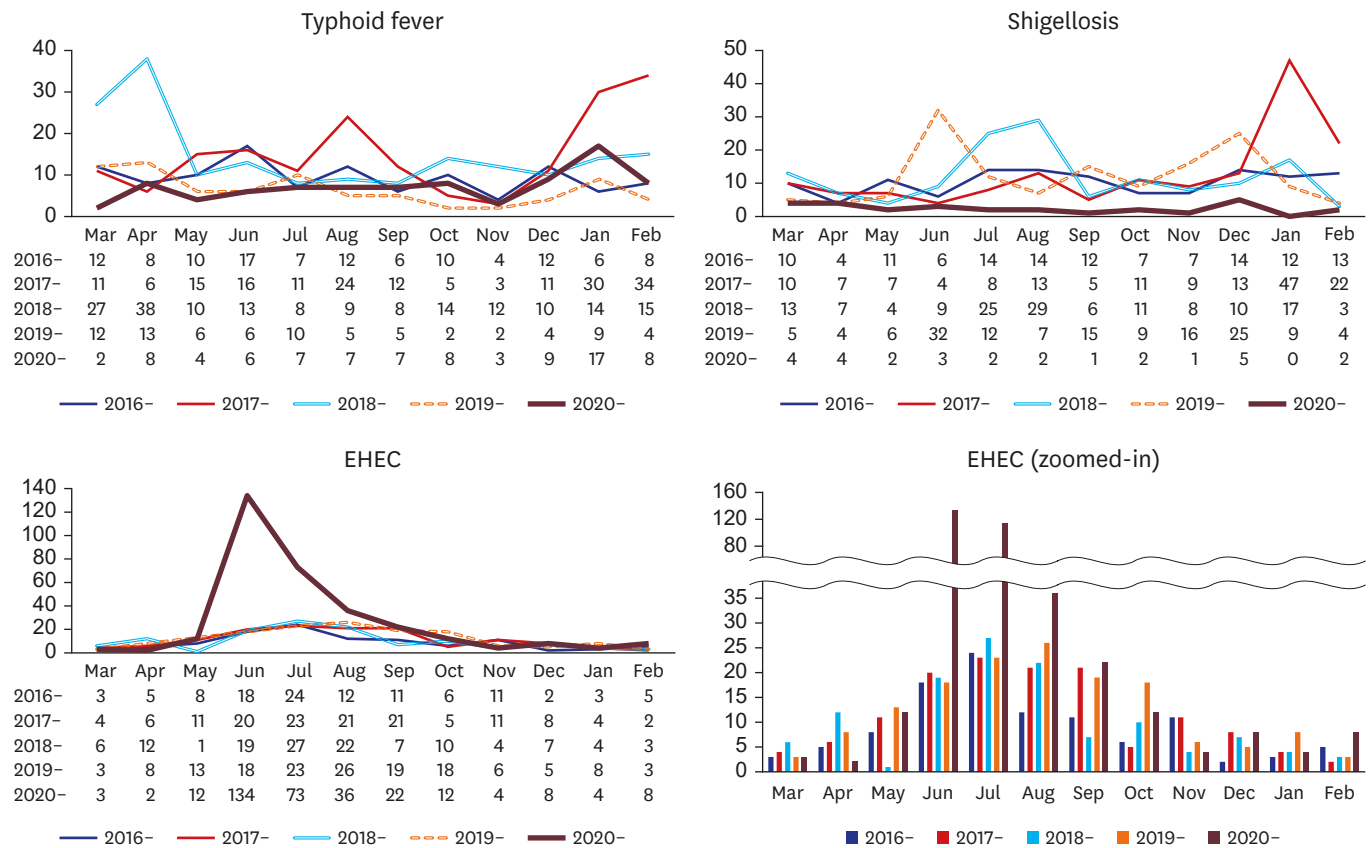 Typhoid fever
40
30
20
10
0
Mar Apr May Jun Jul Aug Sep Oct Nov Dec Jan Feb
2016– 12 8 10 17 7 12 6 10 4 12 6 8
2017– 11 6 15 16 11 24 12 5 3 11 30 34
2018– 27 38 10 13 8 9 8 14 12 10 14 15
2019– 12 13 6 6 10 5 5 2 2 4 9 4
2020– 2 8 4 6 7 7 7 8 3 9 17 8
2016– 2017– 2018– 2019– 2020–
Shigellosis
50
40
30
20
10
0
Mar Apr May Jun Jul Aug Sep Oct Nov Dec Jan Feb
2016– 10 4 11 6 14 14 12 7 7 14 12 13
2017– 10 7 7 4 8 13 5 11 9 13 47 22
2018– 13 7 4 9 25 29 6 11 8 10 17 3
2019– 5 4 6 32 12 7 15 9 16 25 9 4
2020– 4 4 2 3 2 2 1 2 1 5 0 2
2016– 2017– 2018– 2019– 2020–
EHEC
140
120
100
80
60
40
20
0
Mar Apr May Jun Jul Aug Sep Oct Nov Dec Jan Feb
2016– 3 5 8 18 24 12 11 6 11 2 3 5
2017– 4 6 11 20 23 21 21 5 11 8 4 2
2018– 6 12 1 19 27 22 7 10 4 7 4 3
2019– 3 8 13 18 23 26 19 18 6 5 8 3
2020– 3 2 12 134 73 36 22 12 4 8 4 8
2016– 2017– 2018– 2019– 2020–
EHEC (zoomed-in)
160
120
80
35
25
20
15
10
5
0
Mar Apr May Jun Jul Aug Sep Oct Nov Dec Jan Feb
2016– 2017– 2018– 2019– 2020–